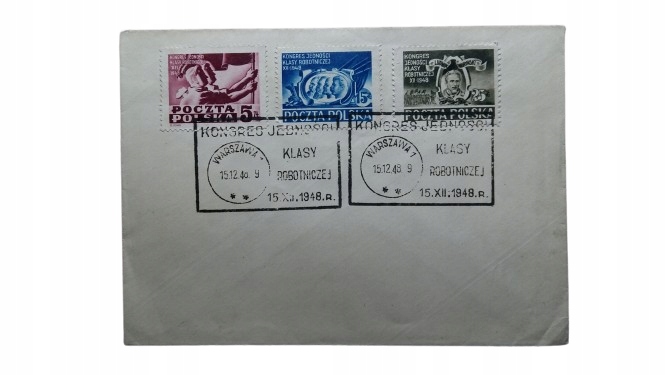 KONGRES JEDNOŚCI
KLASY ROBOTNICZEJ
XII
POCZTA 5
POLSKA
KONGRES JEDNOŚCI
KLASY ROBOTNICZEJ
XII 1948
15
POCZTA POLSKA
KONGRES
JEDNOŚCI
KLASY
ROBOTNICZEJ
XII 1948
POCZTA POLSKA
KONGRES JEDNOŚCI
WARSZAWA 1
15.12.48. 9
* *
KLASY
ROBOTNICZEJ
15.XII.1948.R.
KONGRES JEDNOŚCI
WARSZAWA 1
15.12.48 9
* *
KLASY
ROBOTNICZEJ
15.XII.1948.R.